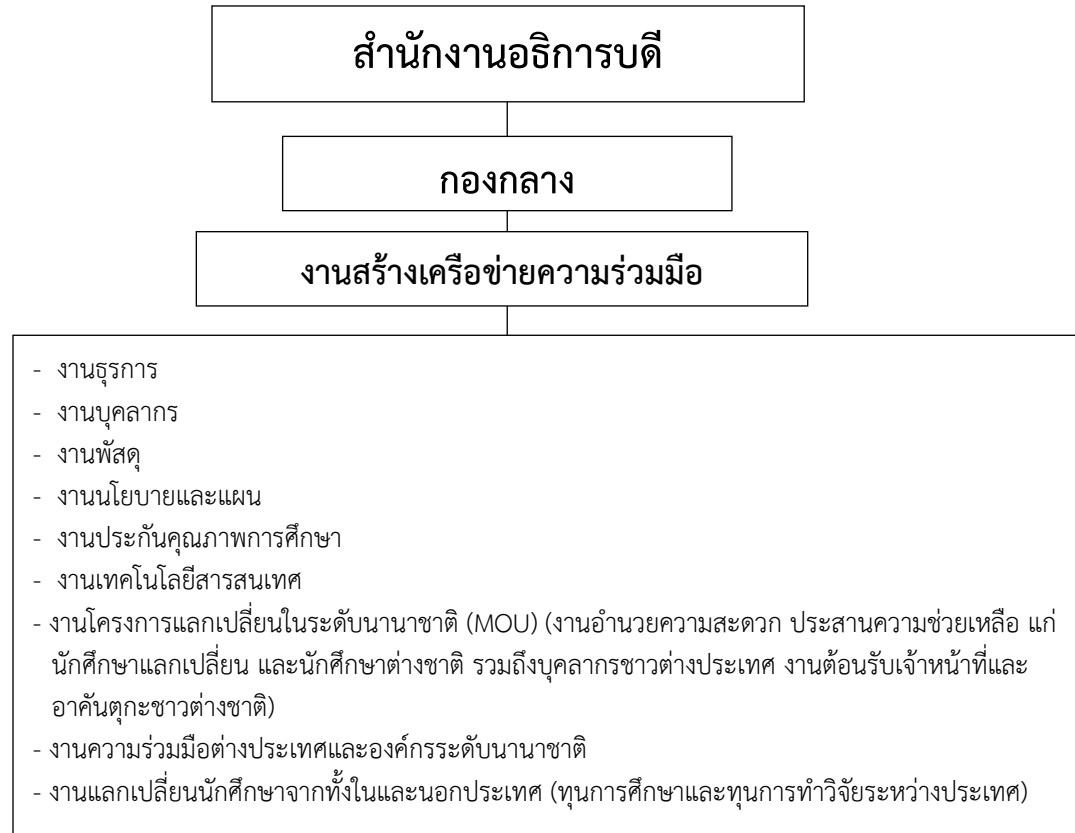 สำนักงานอธิการบดี
กองกลาง
งานสร้างเครือข่ายความร่วมมือ
- งานธุรการ
- งานบุคลากร
- งานพัสดุ
- งานนโยบายและแผน
- งานประกันคุณภาพการศึกษา
- งานเทคโนโลยีสารสนเทศ
- งานโครงการแลกเปลี่ยนในระดับนานาชาติ (MOU) (งานอำนวยความสะดวก ประสานความช่วยเหลือ แก่
นักศึกษาแลกเปลี่ยน และนักศึกษาต่างชาติ รวมถึงบุคลากรชาวต่างประเทศ งานต้อนรับเจ้าหน้าที่และ
อาคันตุกะชาวต่างชาติ)
- งานความร่วมมือต่างประเทศและองค์กรระดับนานาชาติ
- งานแลกเปลี่ยนนักศึกษาจากทั้งในและนอกประเทศ (ทุนการศึกษาและทุนการทำวิจัยระหว่างประเทศ)